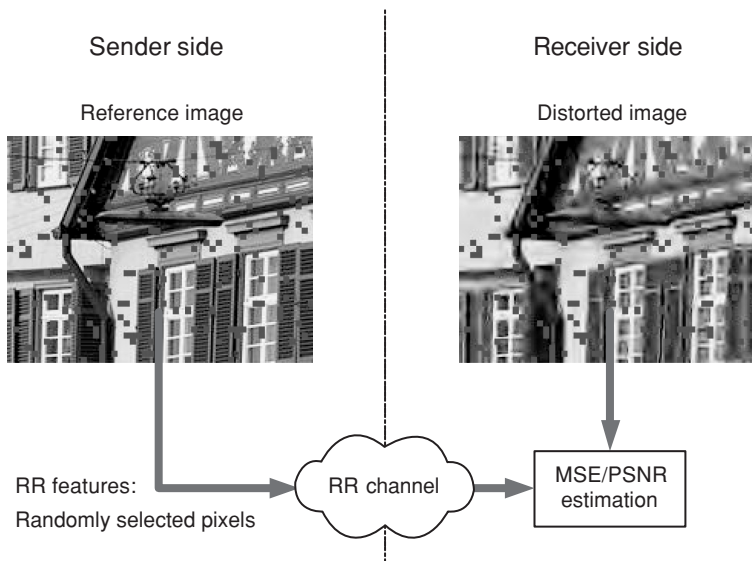 Sender side
Receiver side
Reference image
Distorted image
RR features:
Randomly selected pixels
RR channel
MSE/PSNR
estimation